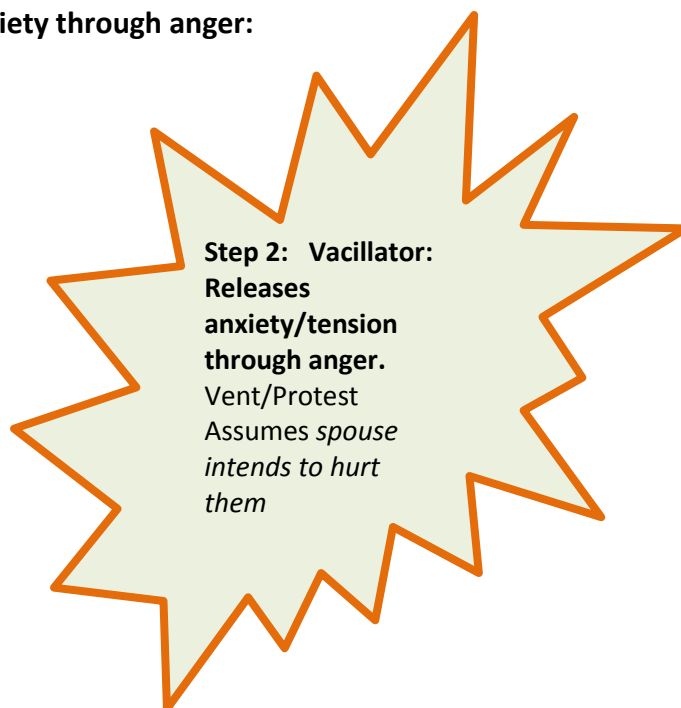 iety through anger:
Step 2: Vacillator:
Releases
anxiety/tension
through anger.
Vent/Protest
Assumes spouse
intends to hurt
them